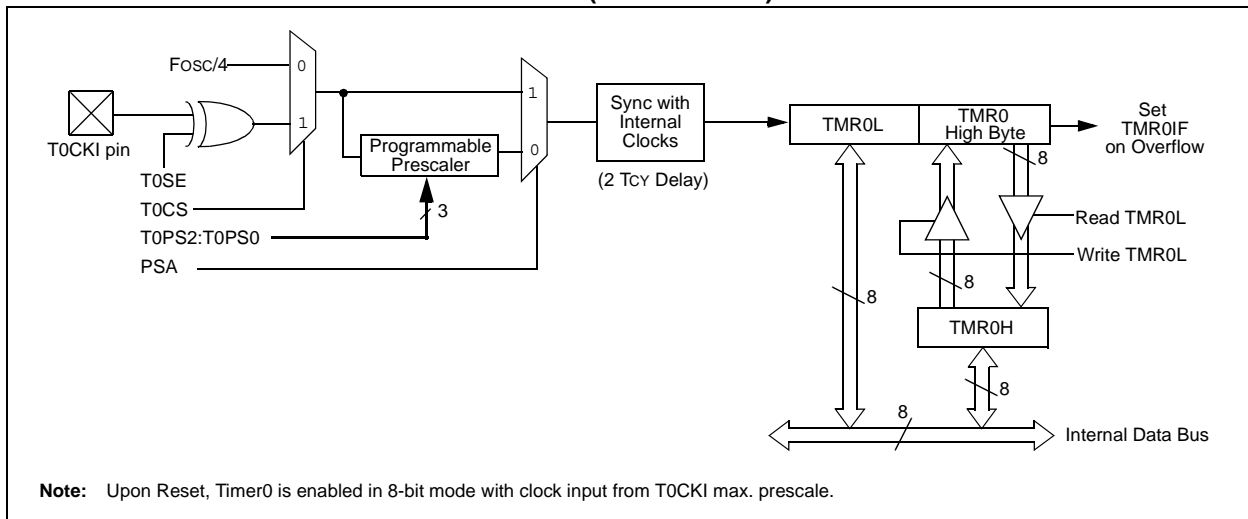 FOSC/4
0
1
T0CKI pin
T0SE
T0CS
T0PS2:T0PS0
PSA
Programmable
Prescaler
3
1
0
Sync with
Internal
Clocks
(2 TCY Delay)
TMR0L
TMR0
High Byte
Set
TMR0IF
on Overflow
8
Read TMR0L
Write TMR0L
8
8
TMR0H
8
8
Internal Data Bus
Note: Upon Reset, Timer0 is enabled in 8-bit mode with clock input from T0CKI max. prescale.